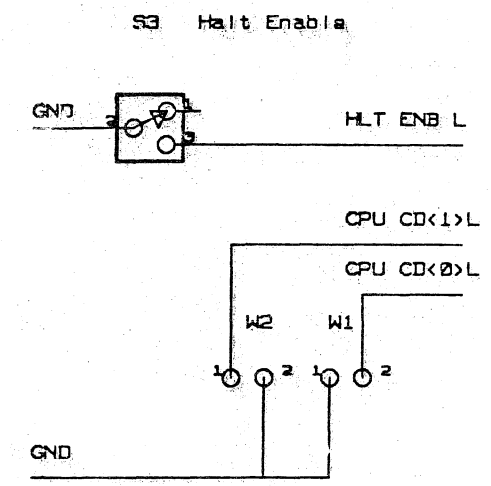 S3 Halt Enable
GND
2
1
3
HLT ENB L
CPU CD<1>L
CPU CD<0>L
W2
W1
1
2
1
2
GND